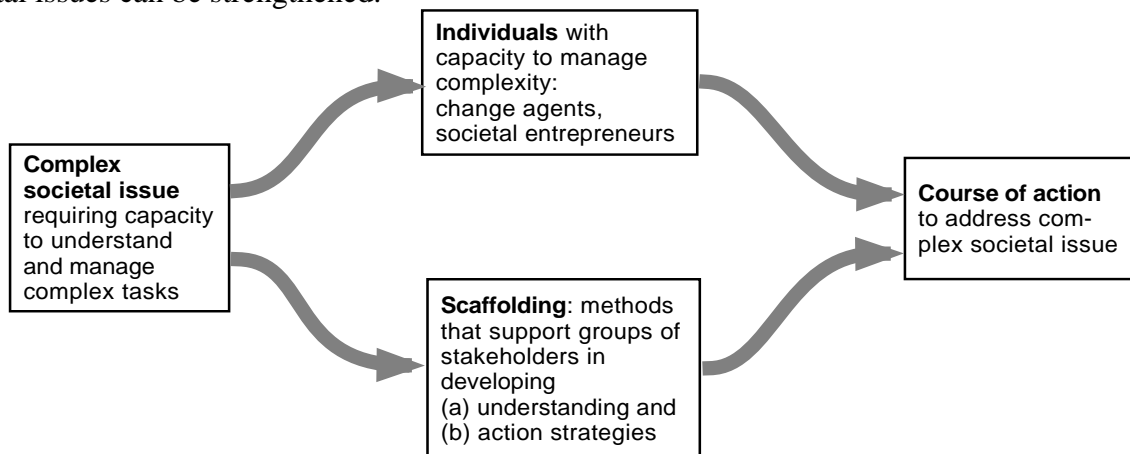 tal issues can be strengthened.
Individuals with
capacity to manage
complexity:
change agents,
societal entrepreneurs
Complex
societal issue
requiring capacity
to understand
and manage
complex tasks
Course of action
to address com-
plex societal issue
Scaffolding: methods
that support groups of
stakeholders in
developing
(a) understanding and
(b) action strategies